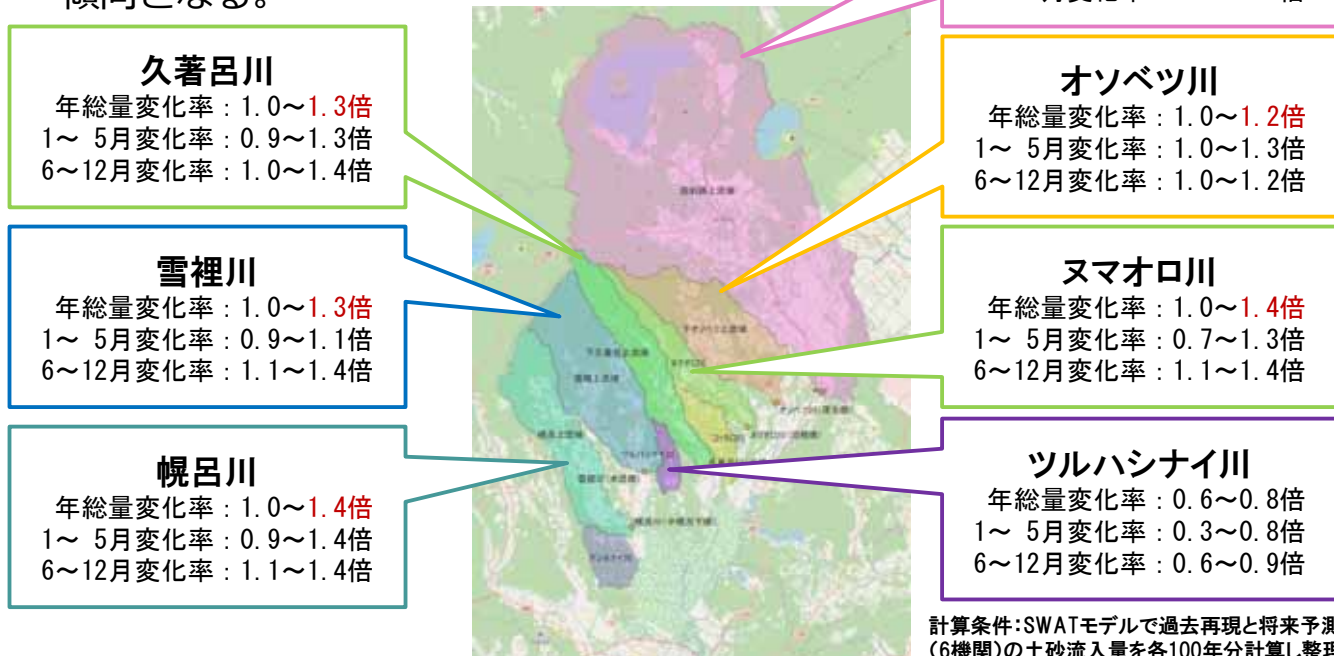 傾向となる。
久著呂川
年総量変化率：1.0～1.3倍
1～ 5月変化率：0.9～1.3倍
6～12月変化率：1.0～1.4倍
雪裡川
年総量変化率：1.0～1.3倍
1～ 5月変化率：0.9～1.1倍
6～12月変化率：1.1～1.4倍
幌呂川
年総量変化率：1.0～1.4倍
1～ 5月変化率：0.9～1.4倍
6～12月変化率：1.1～1.4倍
オソベツ川
年総量変化率：1.0～1.2倍
1～ 5月変化率：1.0～1.3倍
6～12月変化率：1.0～1.2倍
ヌマオロ川
年総量変化率：1.0～1.4倍
1～ 5月変化率：0.7～1.3倍
6～12月変化率：1.1～1.4倍
ツルハシナイ川
年総量変化率：0.6～0.8倍
1～ 5月変化率：0.3～0.8倍
6～12月変化率：0.6～0.9倍
計算条件：SWATモデルで過去再現と将来予測
（6機関）の土砂流入量を各100年分計算し整理